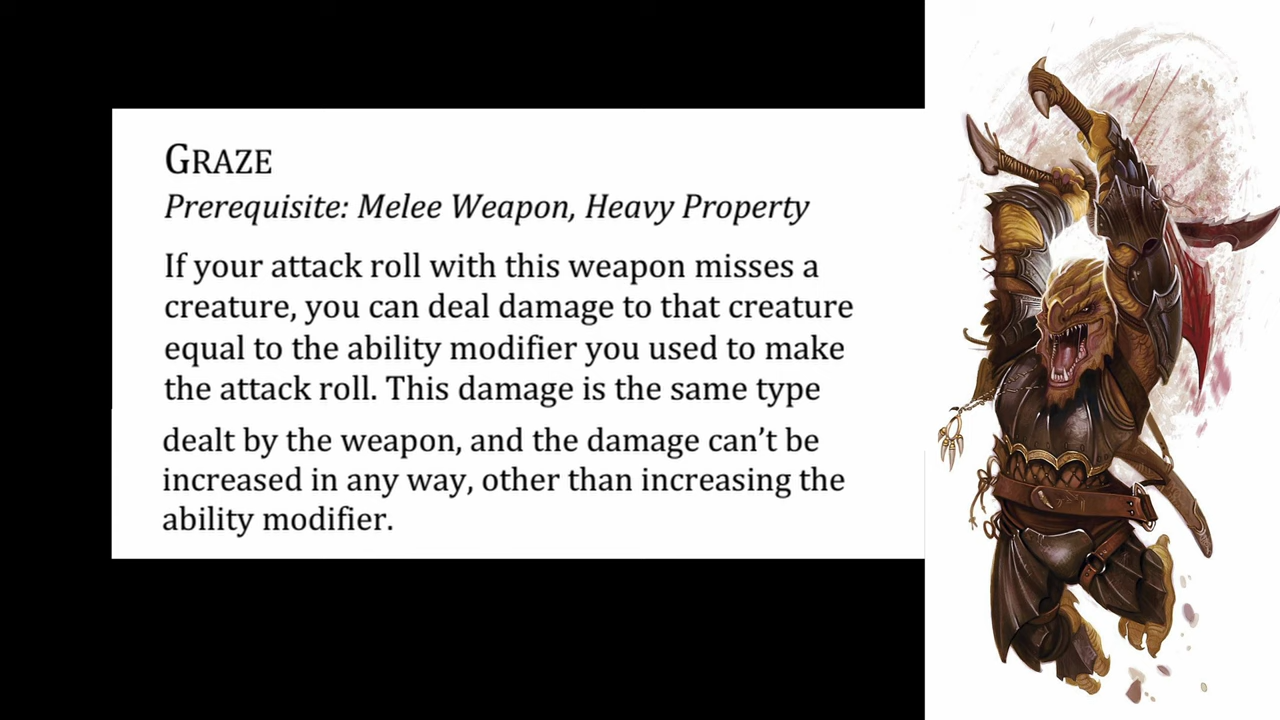 GRAZE
Prerequisite: Melee Weapon, Heavy Property
If your attack roll with this weapon misses a
creature, you can deal damage to that creature
equal to the ability modifier you used to make
the attack roll. This damage is the same type
dealt by the weapon, and the damage can’t be
increased in any way, other than increasing the
ability modifier.